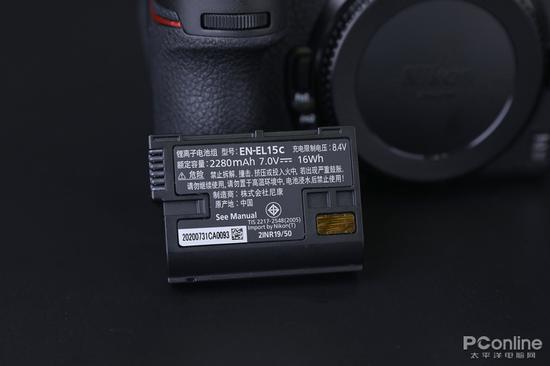 Nikon
锂离子电池组 型号: EN-EL15c 充电限制电压: 8.4V
额定容量: 2280mAh 7.0V 16Wh
⚠ 危险 禁止拆解、撞击、挤压或投入火中,若出现严重鼓胀,
请勿继续使用,请勿置于高温环境中,电池浸水后禁止使用。
制造商: 株式会社尼康
原产地: 中国
See Manual
TIS 2217-2548(2005)
Import by Nikon(T)
20200731CA0093
2INR19/50
PConline
太平洋电脑网